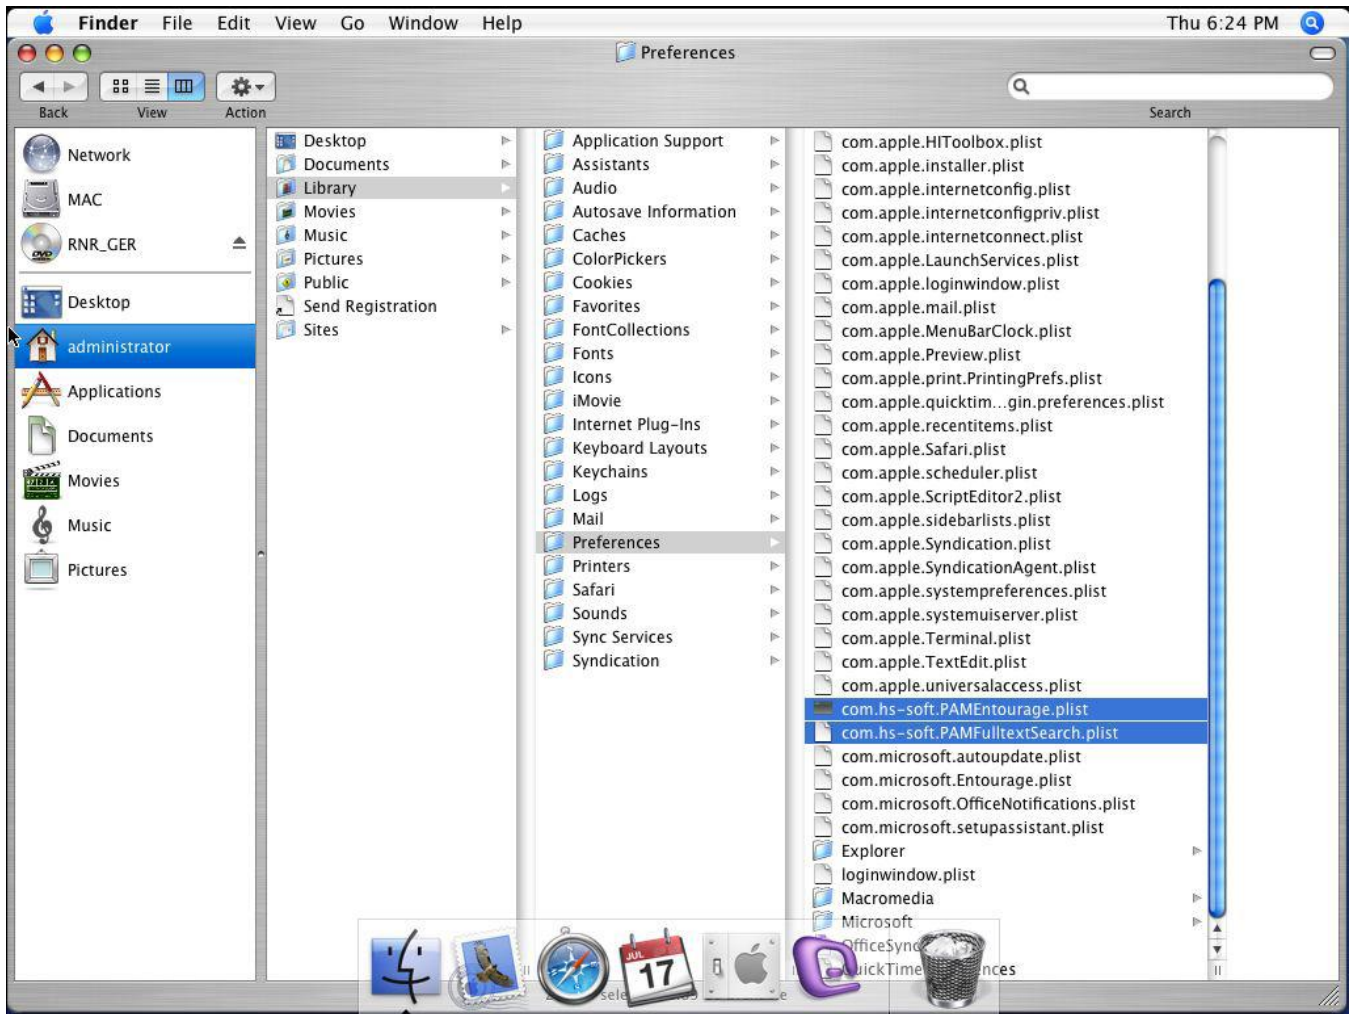 Finder File Edit View Go Window Help Thu 6:24 PM
Preferences
Back View Action Search
Network
MAC
RNR_GER
DVD
Desktop
administrator
Applications
Documents
Movies
Music
Pictures
Desktop
Documents
Library
Movies
Music
Pictures
Public
Send Registration
Sites
Application Support
Assistants
Audio
Autosave Information
Caches
ColorPickers
Cookies
Favorites
FontCollections
Fonts
Icons
iMovie
Internet Plug-Ins
Keyboard Layouts
Keychains
Logs
Mail
Preferences
Printers
Safari
Sounds
Sync Services
Syndication
com.apple.HIToolbox.plist
com.apple.installer.plist
com.apple.internetconfig.plist
com.apple.internetconfigpriv.plist
com.apple.internetconnect.plist
com.apple.LaunchServices.plist
com.apple.loginwindow.plist
com.apple.mail.plist
com.apple.MenuBarClock.plist
com.apple.Preview.plist
com.apple.print.PrintingPrefs.plist
com.apple.quicktim...gin.preferences.plist
com.apple.recentitems.plist
com.apple.Safari.plist
com.apple.scheduler.plist
com.apple.ScriptEditor2.plist
com.apple.sidebarlists.plist
com.apple.Syndication.plist
com.apple.SyndicationAgent.plist
com.apple.systempreferences.plist
com.apple.systemuiserver.plist
com.apple.Terminal.plist
com.apple.TextEdit.plist
com.apple.universalaccess.plist
com.hs-soft.PAMEntourage.plist
com.hs-soft.PAMFulltextSearch.plist
com.microsoft.autoupdate.plist
com.microsoft.Entourage.plist
com.microsoft.OfficeNotifications.plist
com.microsoft.setupassistant.plist
Explorer
loginwindow.plist
Macromedia
Microsoft
JUL
17